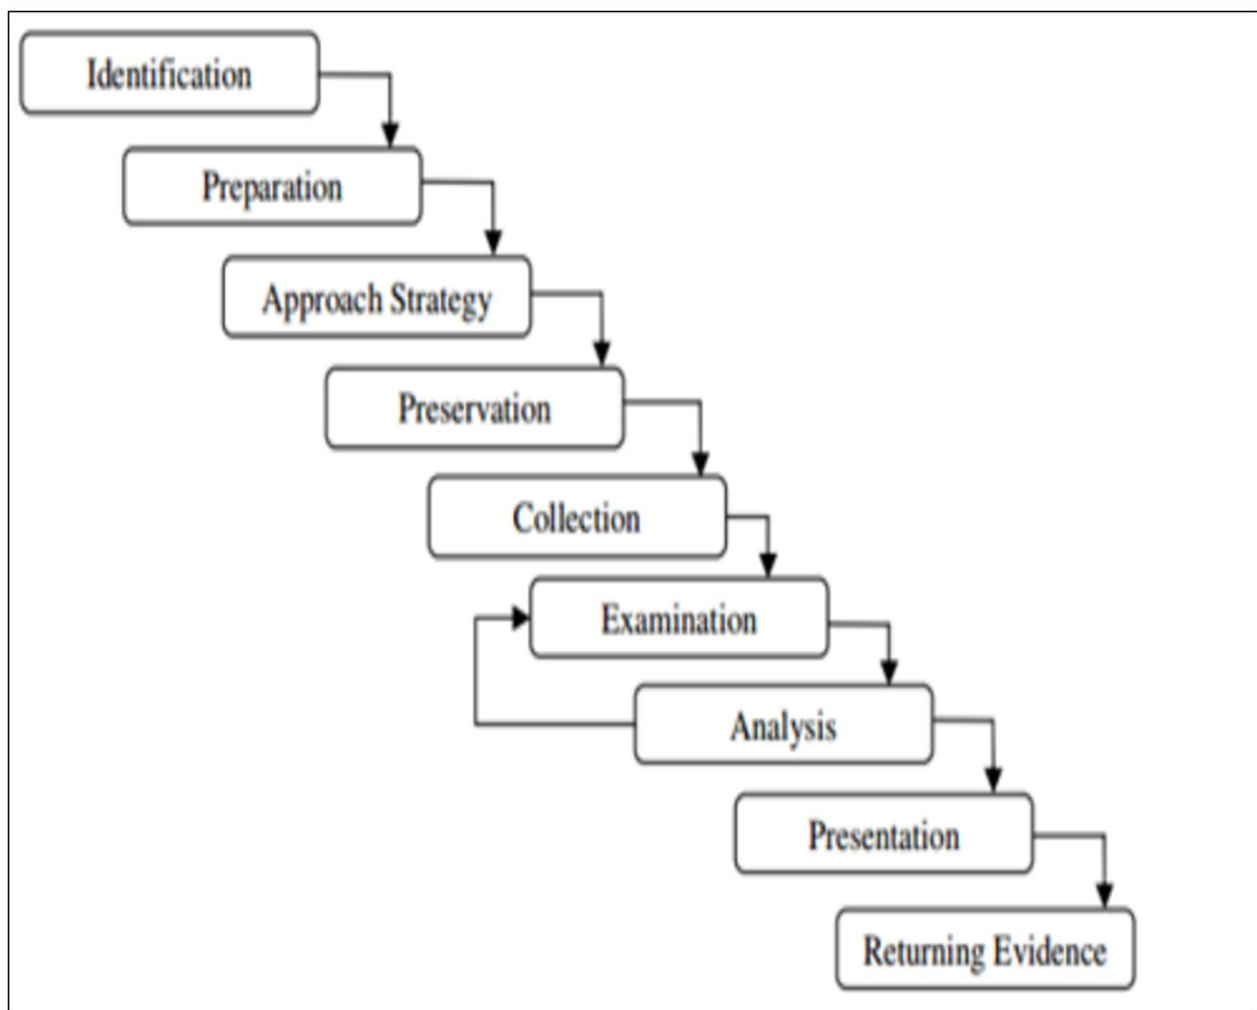 Identification
Preparation
Approach Strategy
Preservation
Collection
Examination
Analysis
Presentation
Returning Evidence